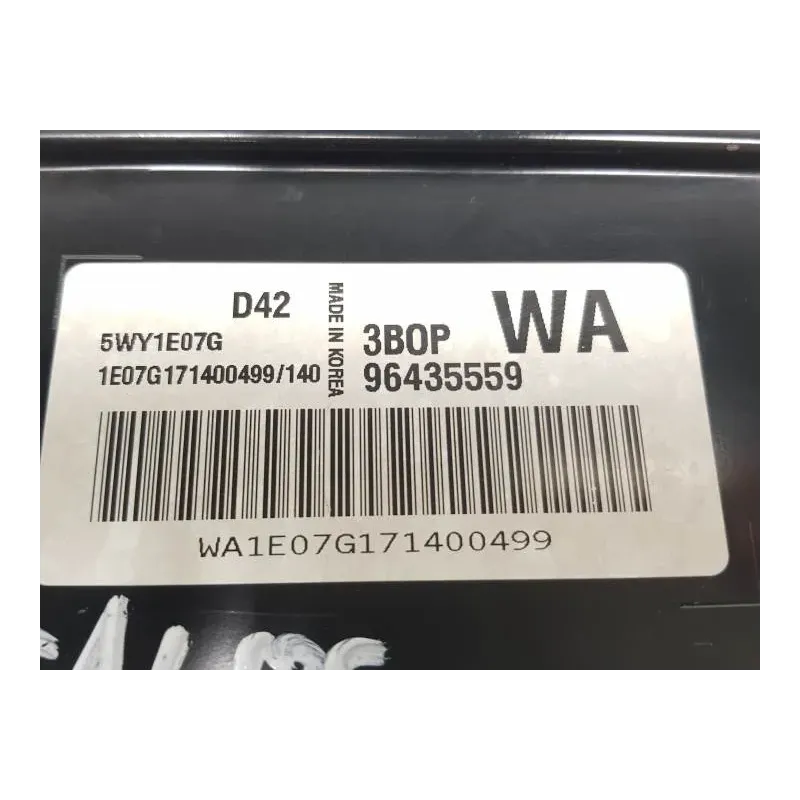 D42
5WY1E07G
1E07G171400499/140
MADE IN KOREA
3BOP
WA
96435559
WA1E07G171400499